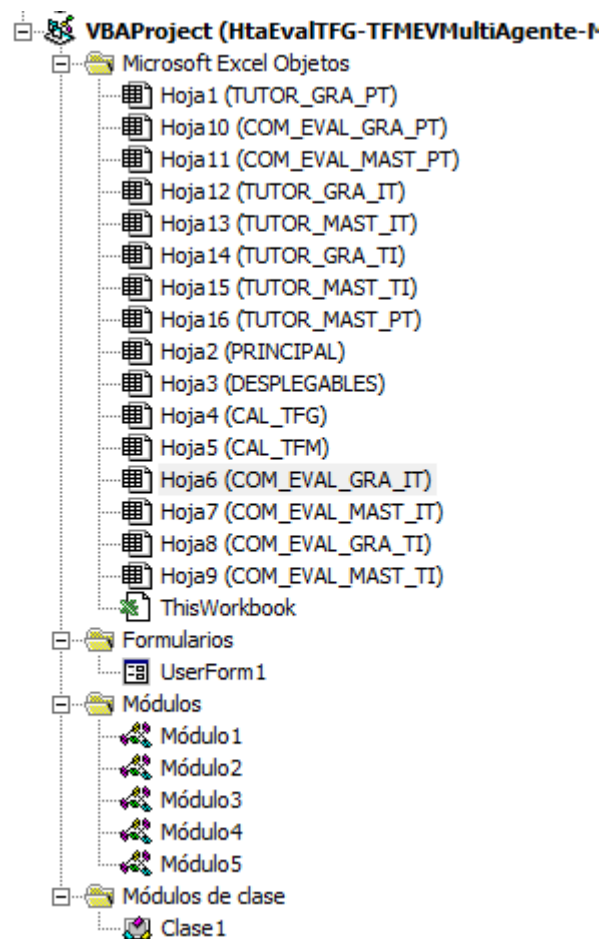 VBAProject (HtaEvalTFG-TFMEVMultiAgente-M
Microsoft Excel Objetos
Hoja1 (TUTOR_GRA_PT)
Hoja10 (COM_EVAL_GRA_PT)
Hoja11 (COM_EVAL_MAST_PT)
Hoja12 (TUTOR_GRA_IT)
Hoja13 (TUTOR_MAST_IT)
Hoja14 (TUTOR_GRA_TI)
Hoja15 (TUTOR_MAST_TI)
Hoja16 (TUTOR_MAST_PT)
Hoja2 (PRINCIPAL)
Hoja3 (DESPLEGABLES)
Hoja4 (CAL_TFG)
Hoja5 (CAL_TFM)
Hoja6 (COM_EVAL_GRA_IT)
Hoja7 (COM_EVAL_MAST_IT)
Hoja8 (COM_EVAL_GRA_TI)
Hoja9 (COM_EVAL_MAST_TI)
ThisWorkbook
Formularios
UserForm1
Módulos
Módulo1
Módulo2
Módulo3
Módulo4
Módulo5
Módulos de clase
Clase1